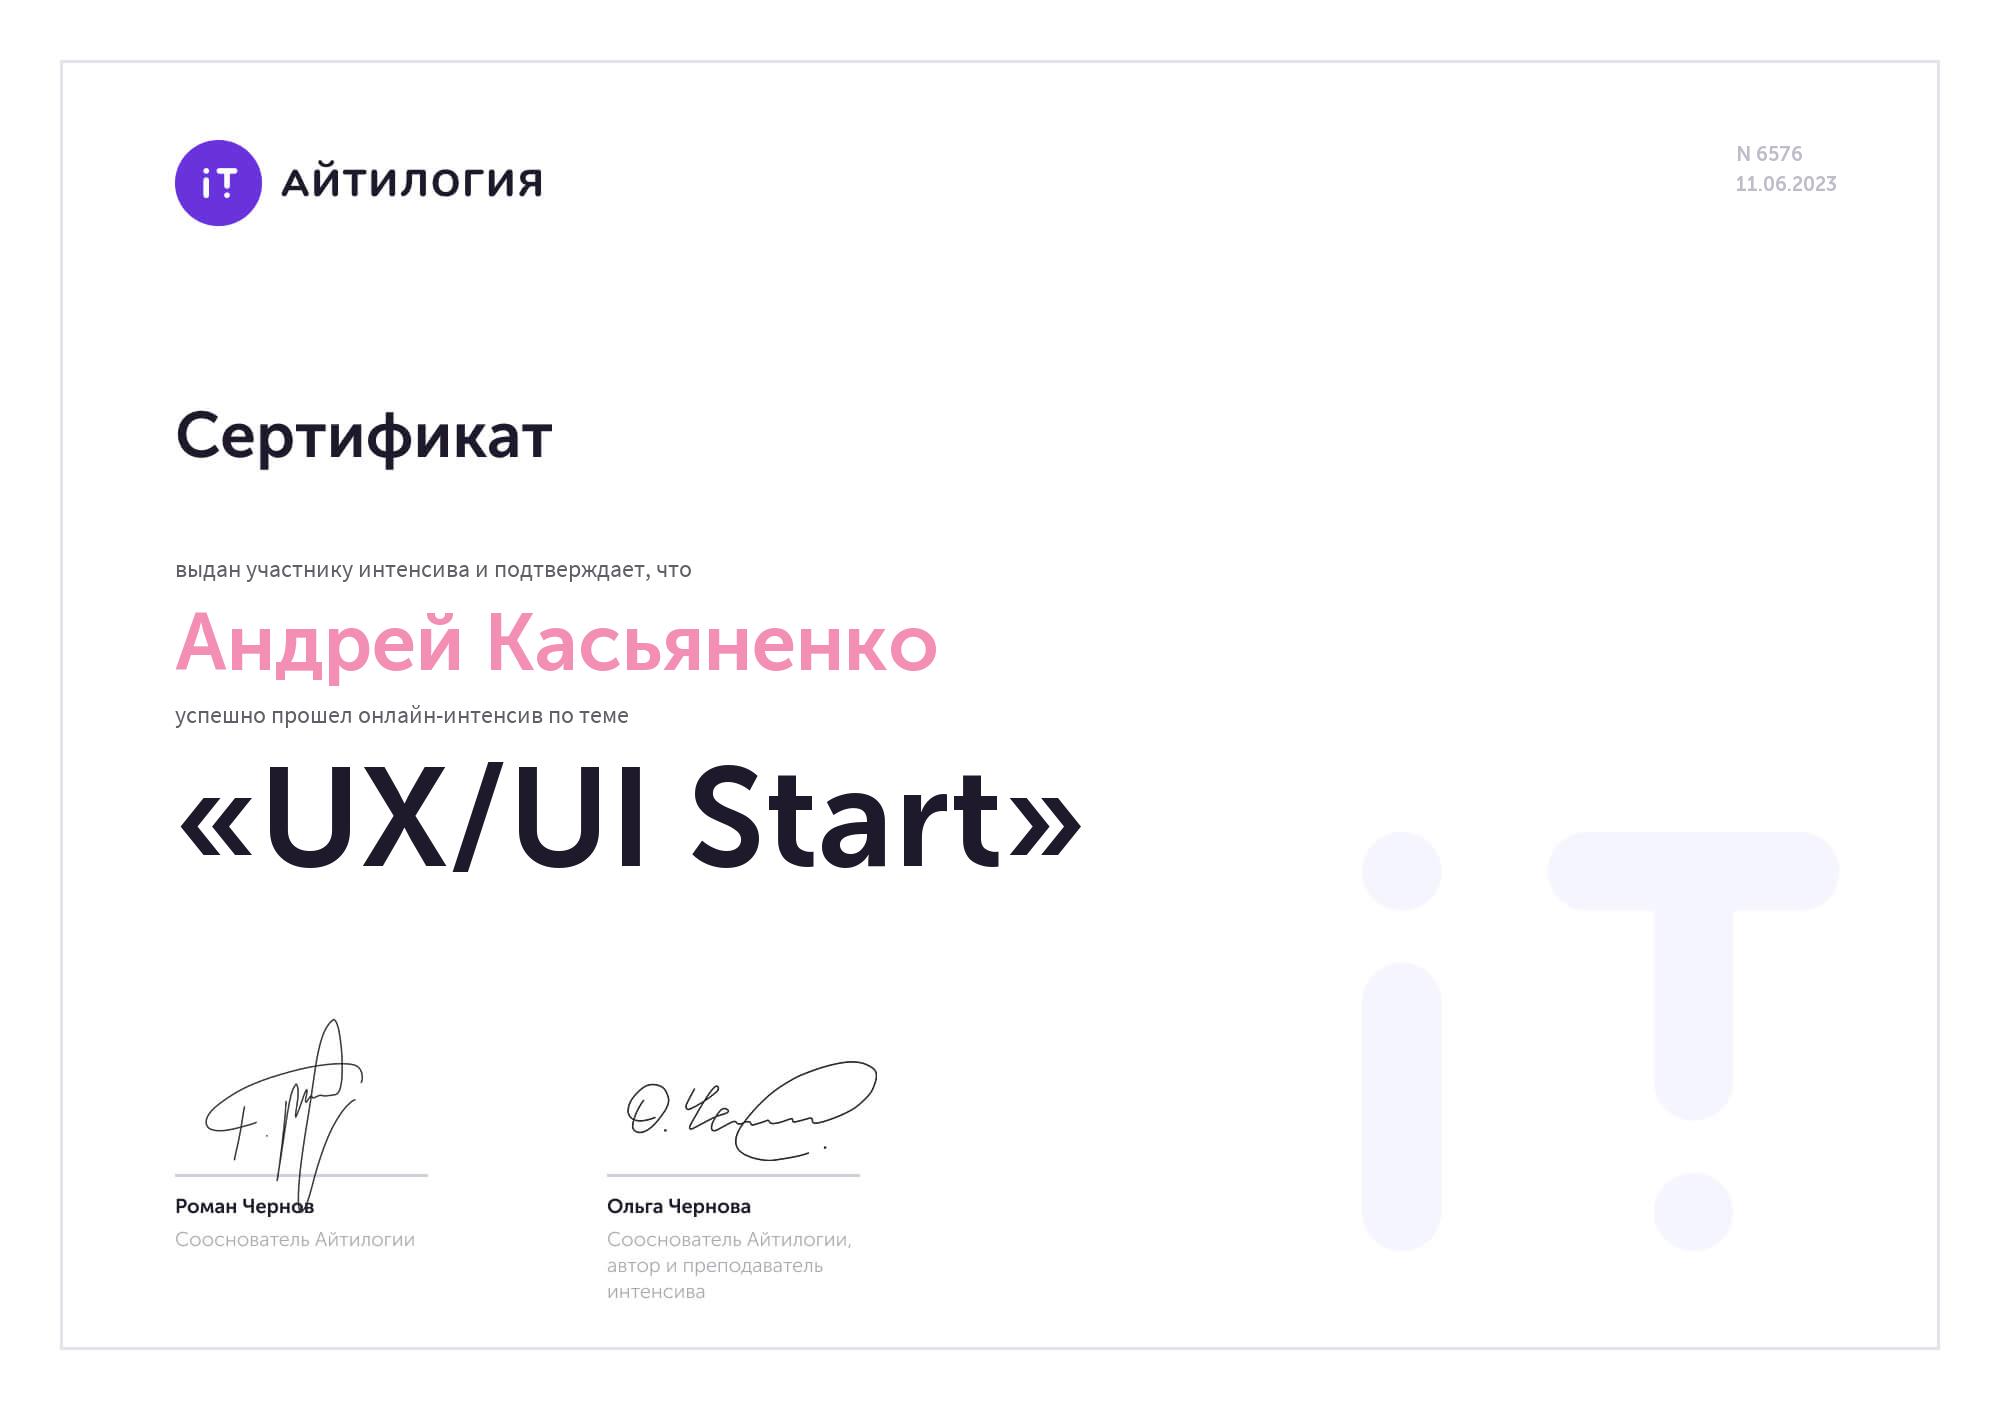 iT АЙТИЛОГИЯ
N 6576
11.06.2023
Сертификат
выдан участнику интенсива и подтверждает, что
Андрей Касьяненко
успешно прошел онлайн-интенсив по теме
«UX/UI Start»
iT
О. Че
Роман Чернов
Сооснователь Айтилогии
Ольга Чернова
Сооснователь Айтилогии,
автор и преподаватель
интенсива